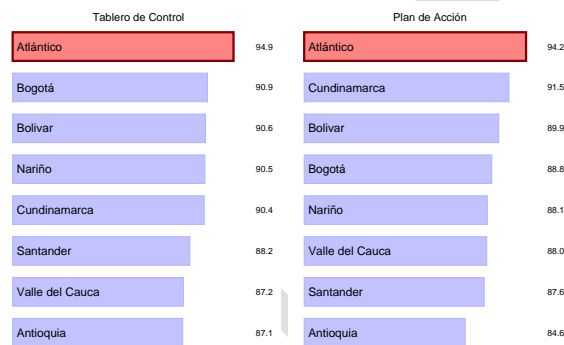 Tablero de Control
Atlántico 94.9
Bogotá 90.9
Bolivar 90.6
Nariño 90.5
Cundinamarca 90.4
Santander 88.2
Valle del Cauca 87.2
Antioquia 87.1
Plan de Acción
Atlántico 94.2
Cundinamarca 91.5
Bolivar 89.9
Bogotá 88.8
Nariño 88.1
Valle del Cauca 88.0
Santander 87.6
Antioquia 84.6